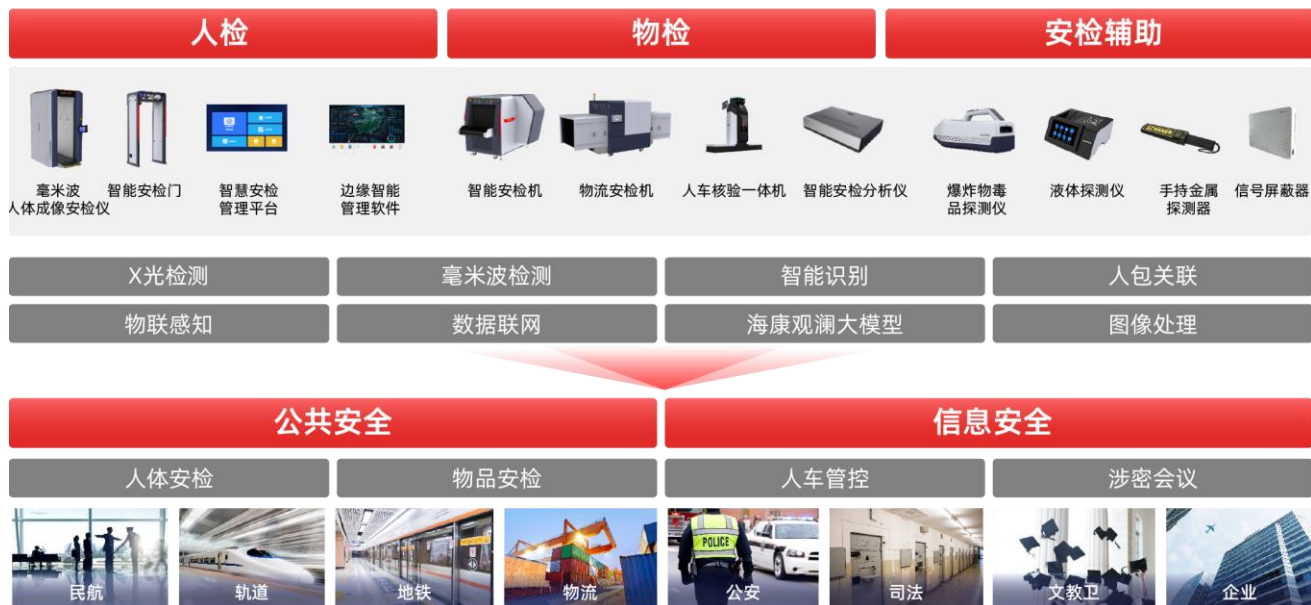 人检
物检
安检辅助
毫米波
人体成像安检仪
智能安检门
智慧安检
管理平台
边缘智能
管理软件
智能安检机
物流安检机
人车核验一体机
智能安检分析仪
爆炸物毒
品探测仪
液体探测仪
手持金属
探测器
信号屏蔽器
X光检测
毫米波检测
智能识别
人包关联
物联感知
数据联网
海康观澜大模型
图像处理
公共安全
信息安全
人体安检
物品安检
人车管控
涉密会议
POLICE
民航
轨道
地铁
物流
公安
司法
文教卫
企业